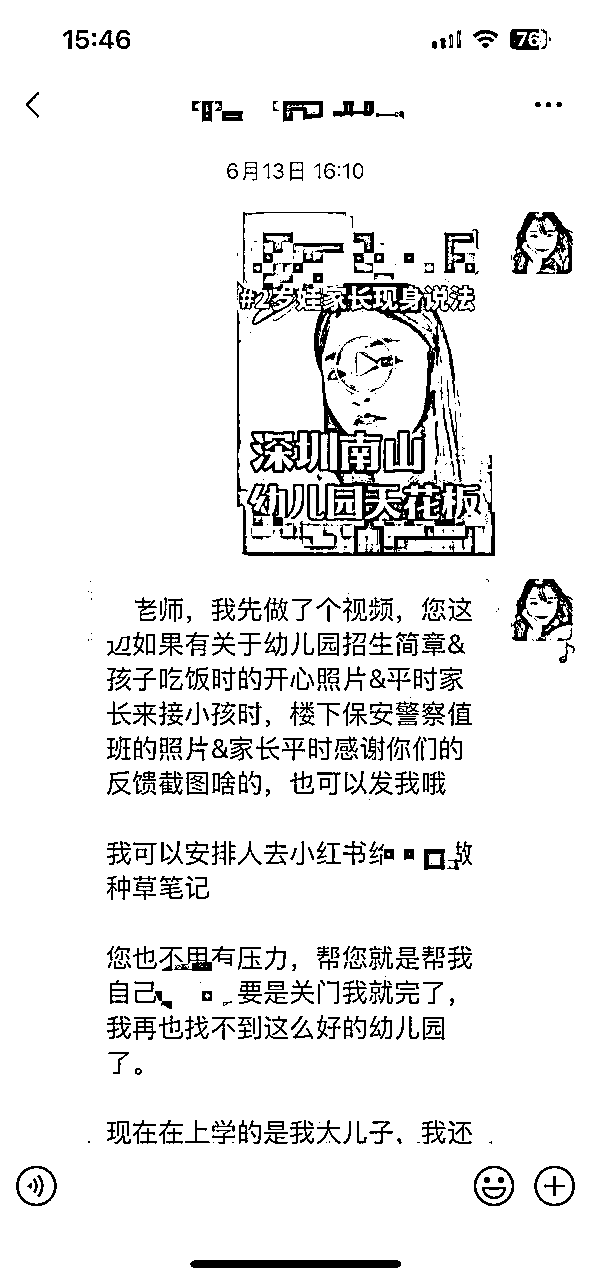 15:46
76
6月13日 16:10
#2岁娃家长现身说法
深圳南山
幼儿园天花板
老师，我先做了个视频，您这
边如果有关于幼儿园招生简章&
孩子吃饭时的开心照片&平时家
长来接小孩时，楼下保安警察值
班的照片&家长平时感谢你们的
反馈截图啥的，也可以发我哦
我可以安排人去小红书给
种草笔记
您也不用有压力，帮您就是帮我
自己，要是关门我就完了，
我再也找不到这么好的幼儿园
了。
现在在上学的是我大儿子，我还